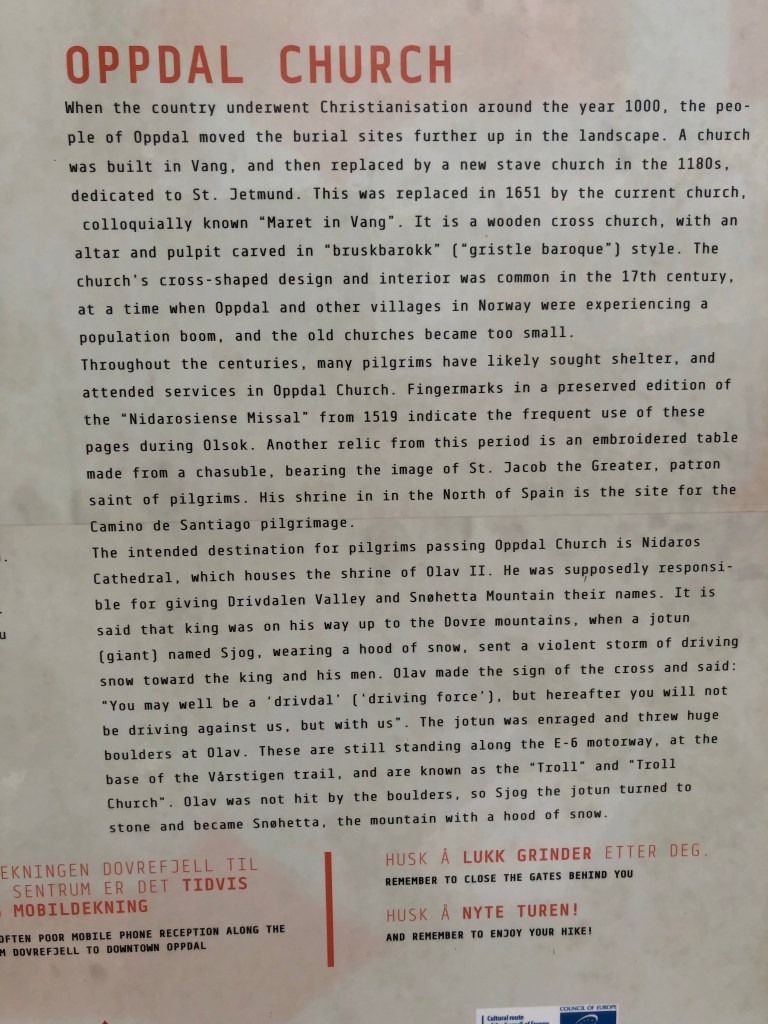 OPPDAL CHURCH
When the country underwent Christianisation around the year 1000, the peo-
ple of Oppdal moved the burial sites further up in the landscape. A church
was built in Vang, and then replaced by a new stave church in the 1180s,
dedicated to St. Jetmund. This was replaced in 1651 by the current church,
colloquially known “Maret in Vang”. It is a wooden cross church, with an
altar and pulpit carved in “bruskbarokk” (“gristle baroque”) style. The
church's cross-shaped design and interior was common in the 17th century,
at a time when Oppdal and other villages in Norway were experiencing a
population boom, and the old churches became too small.
Throughout the centuries, many pilgrims have likely sought shelter, and
attended services in Oppdal Church. Fingermarks in a preserved edition of
the “Nidarosiense Missal” from 1519 indicate the frequent use of these
pages during Olsok. Another relic from this period is an embroidered table
made from a chasuble, bearing the image of St. Jacob the Greater, patron
saint of pilgrims. His shrine in in the North of Spain is the site for the
Camino de Santiago pilgrimage.
The intended destination for pilgrims passing Oppdal Church is Nidaros
Cathedral, which houses the shrine of Olav II. He was supposedly responsi-
ble for giving Drivdalen Valley and Snøhetta Mountain their names. It is
said that king was on his way up to the Dovre mountains, when a jotun
(giant) named Sjog, wearing a hood of snow, sent a violent storm of driving
snow toward the king and his men. Olav made the sign of the cross and said:
“You may well be a ‘drivdal’ (‘driving force’), but hereafter you will not
be driving against us, but with us”. The jotun was enraged and threw huge
boulders at Olav. These are still standing along the E-6 motorway, at the
base of the Vårstigen trail, and are known as the “Troll” and “Troll
Church”. Olav was not hit by the boulders, so Sjog the jotun turned to
stone and became Snøhetta, the mountain with a hood of snow.
EKNINGEN DOVREFJELL TIL
SENTRUM ER DET TIDVIS
MOBILDEKNING
OFTEN POOR MOBILE PHONE RECEPTION ALONG THE
M DOVREFJELL TO DOWNTOWN OPPDAL
HUSK Å LUKK GRINDER ETTER DEG.
REMEMBER TO CLOSE THE GATES BEHIND YOU
HUSK Å NYTE TUREN!
AND REMEMBER TO ENJOY YOUR HIKE!
Cultural route
of the Council of Europe
COUNCIL OF EUROPE